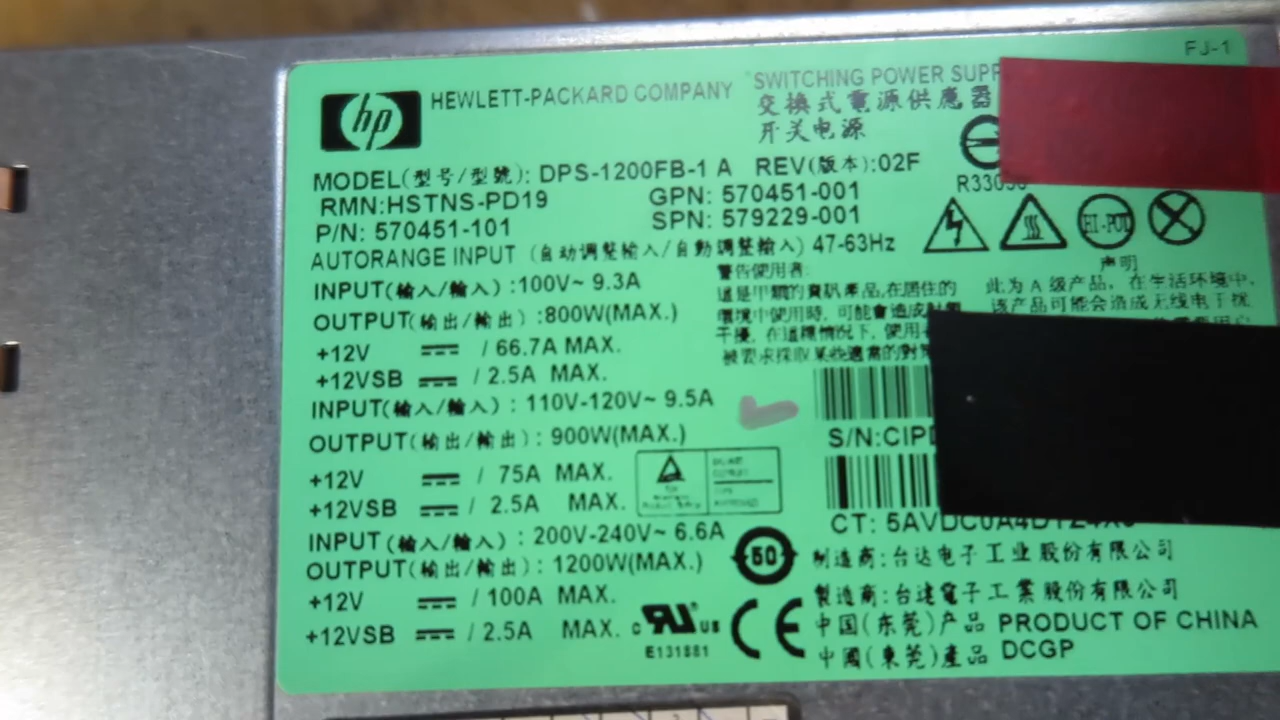 FJ-1
hp HEWLETT-PACKARD COMPANY
SWITCHING POWER SUPP
交換式電源供應器
开关电源
MODEL(型号/型號): DPS-1200FB-1 A REV(版本):02F
RMN:HSTNS-PD19 GPN: 570451-001
P/N: 570451-101 SPN: 579229-001
AUTORANGE INPUT (自动调整输入/自動調整輸入) 47-63Hz
INPUT(输入/輸入):100V~ 9.3A
OUTPUT(输出/輸出):800W(MAX.)
+12V ⎓ / 66.7A MAX.
+12VSB ⎓ / 2.5A MAX.
INPUT(输入/輸入): 110V-120V~ 9.5A
OUTPUT(输出/輸出): 900W(MAX.)
+12V ⎓ / 75A MAX.
+12VSB ⎓ / 2.5A MAX.
INPUT(输入/輸入): 200V-240V~ 6.6A
OUTPUT(输出/輸出): 1200W(MAX.)
+12V ⎓ / 100A MAX.
+12VSB ⎓ / 2.5A MAX.
HI-POT
警告使用者:
這是甲類的資訊產品,在居住的
環境中使用時, 可能會造成
干擾, 在這種情況下, 使用
被要求採取某些適當的對
声明
此为 A 级产品, 在生活环境中,
该产品可能会造成无线电干扰
S/N:CIP
CT: 5AVDC0A4D
50
c UR US
E131881
CE
制造商:台达电子工业股份有限公司
製造商:台達電子工業股份有限公司
中国(东莞)产品 PRODUCT OF CHINA
中國(東莞)產品 DCGP